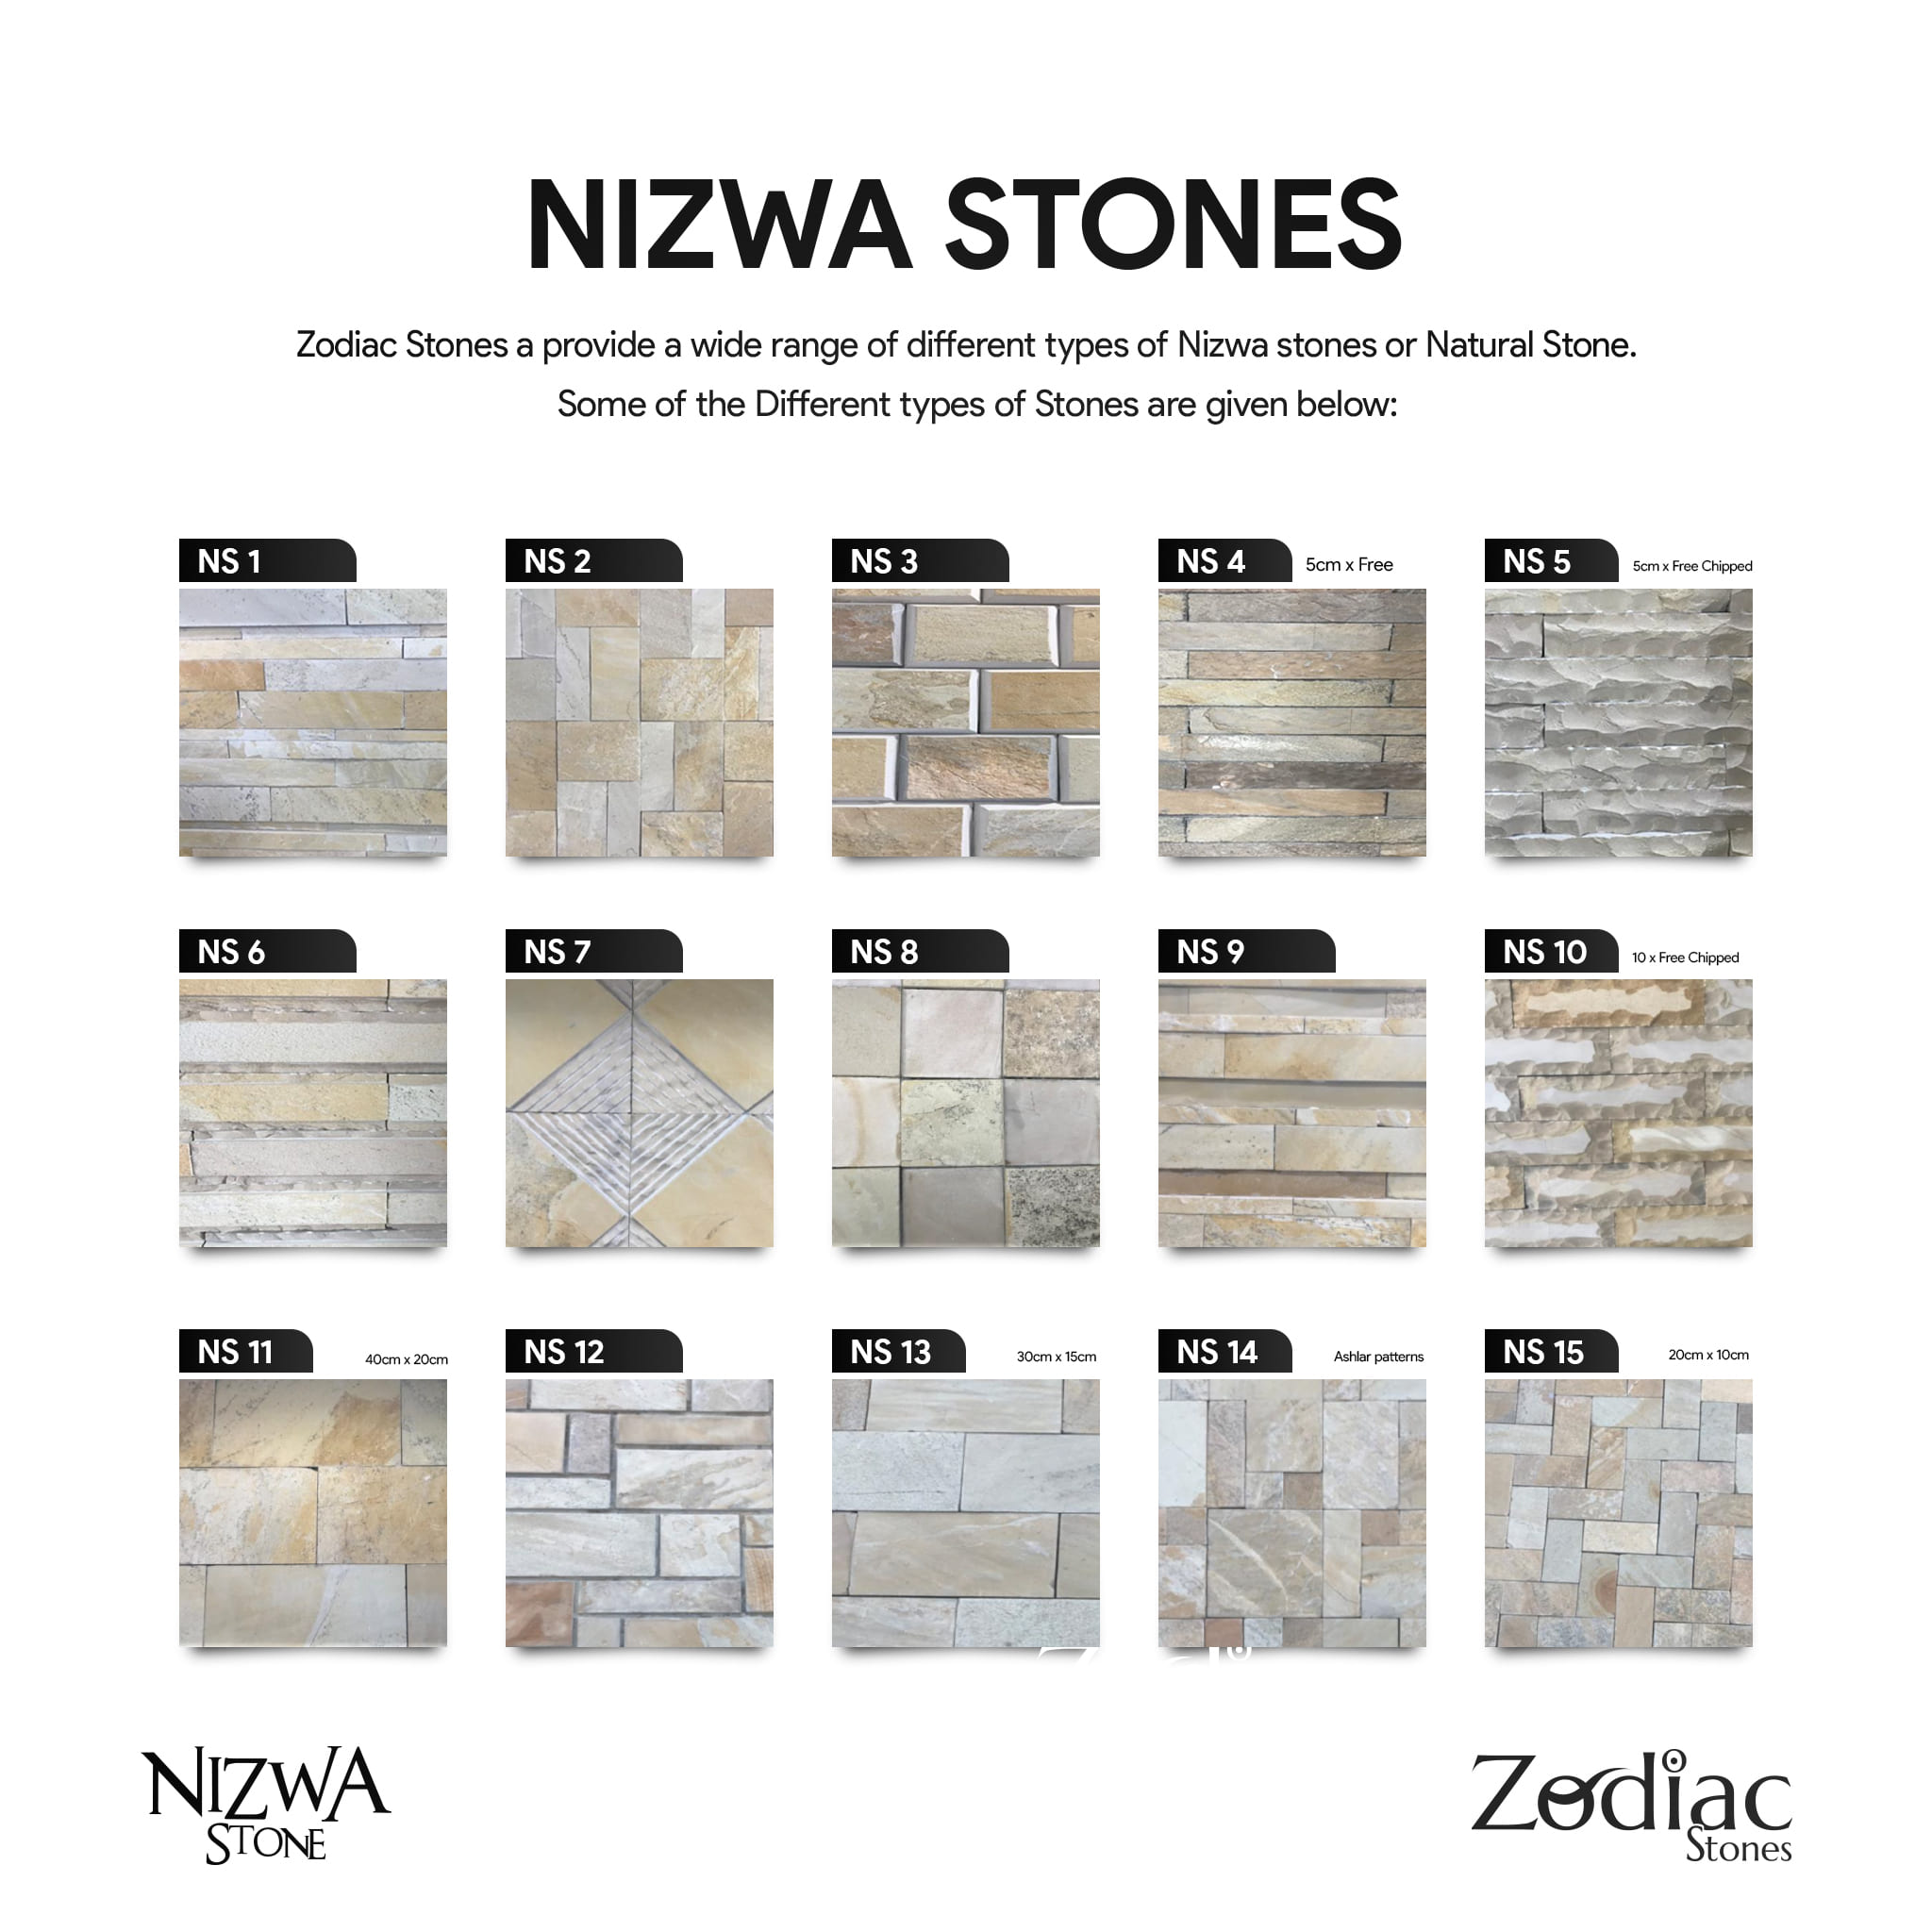 NIZWA STONES
Zodiac Stones a provide a wide range of different types of Nizwa stones or Natural Stone.
Some of the Different types of Stones are given below:
NS 1
NS 2
NS 3
NS 4
5cm x Free
NS 5
5cm x Free Chipped
NS 6
NS 7
NS 8
NS 9
NS 10
10 x Free Chipped
NS 11
40cm x 20cm
NS 12
NS 13
30cm x 15cm
NS 14
Ashlar patterns
NS 15
20cm x 10cm
NIZWA
STONE
Zodiac
Stones